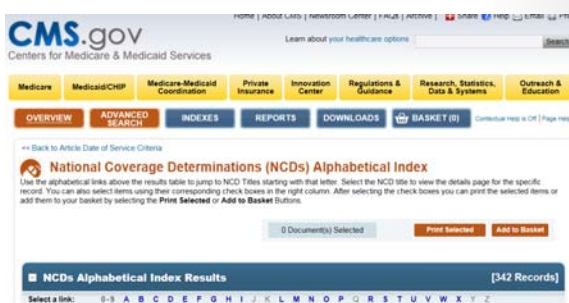 Home | About CMS | Newsroom Center | FAQs | Archive | Share Help Email
CMS.gov
Learn about your healthcare options
Search
Centers for Medicare & Medicaid Services
Medicare Medicaid/CHIP Medicare-Medicaid Coordination Private Insurance Innovation Center Regulations & Guidance Research, Statistics, Data & Systems Outreach & Education
OVERVIEW ADVANCED SEARCH INDEXES REPORTS DOWNLOADS BASKET (0) Contextual Help is Off | Page Help
<< Back to Article Date of Service Criteria
National Coverage Determinations (NCDs) Alphabetical Index
Use the alphabetical links above the results table to jump to NCD Titles starting with that letter. Select the NCD title to view the details page for the specific
record. You can also select items using their corresponding check boxes in the right column. After selecting the check boxes you can print the selected items or
add them to your basket by selecting the Print Selected or Add to Basket Buttons.
0 Document(s) Selected Print Selected Add to Basket
NCDs Alphabetical Index Results [342 Records]
Select a link: 0-9 A B C D E F G H I J K L M N O P Q R S T U V W X Y Z